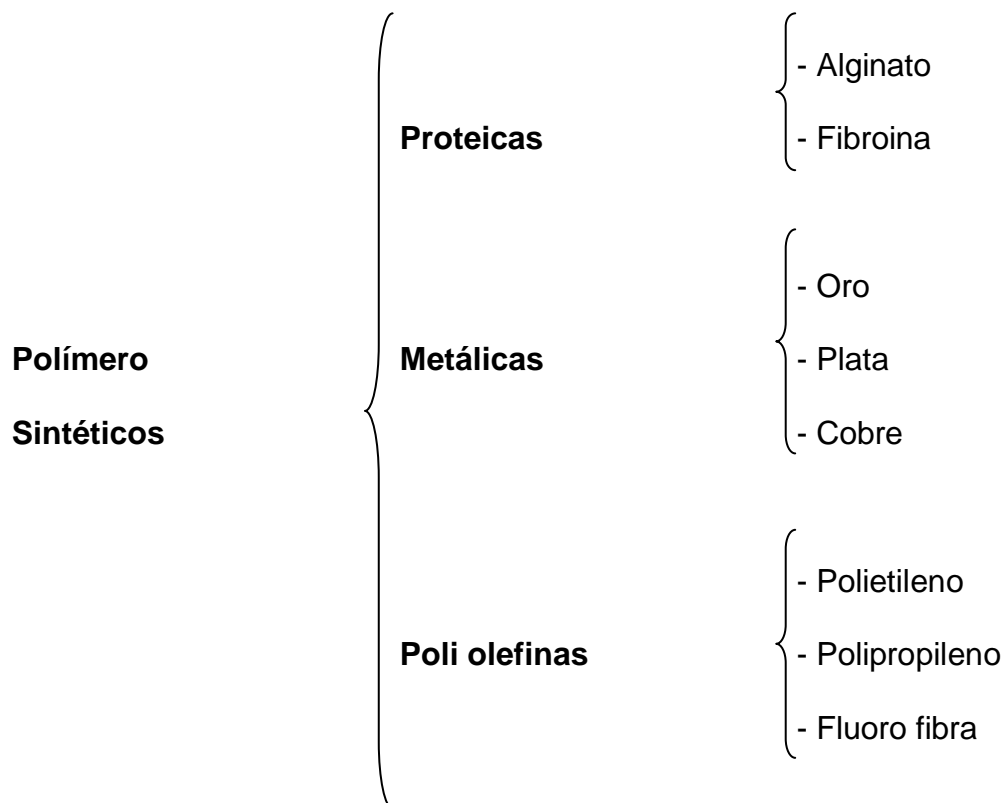 - Alginato
Proteicas
- Fibroina
- Oro
Polímero
Metálicas
- Plata
Sintéticos
- Cobre
- Polietileno
Poli olefinas
- Polipropileno
- Fluoro fibra